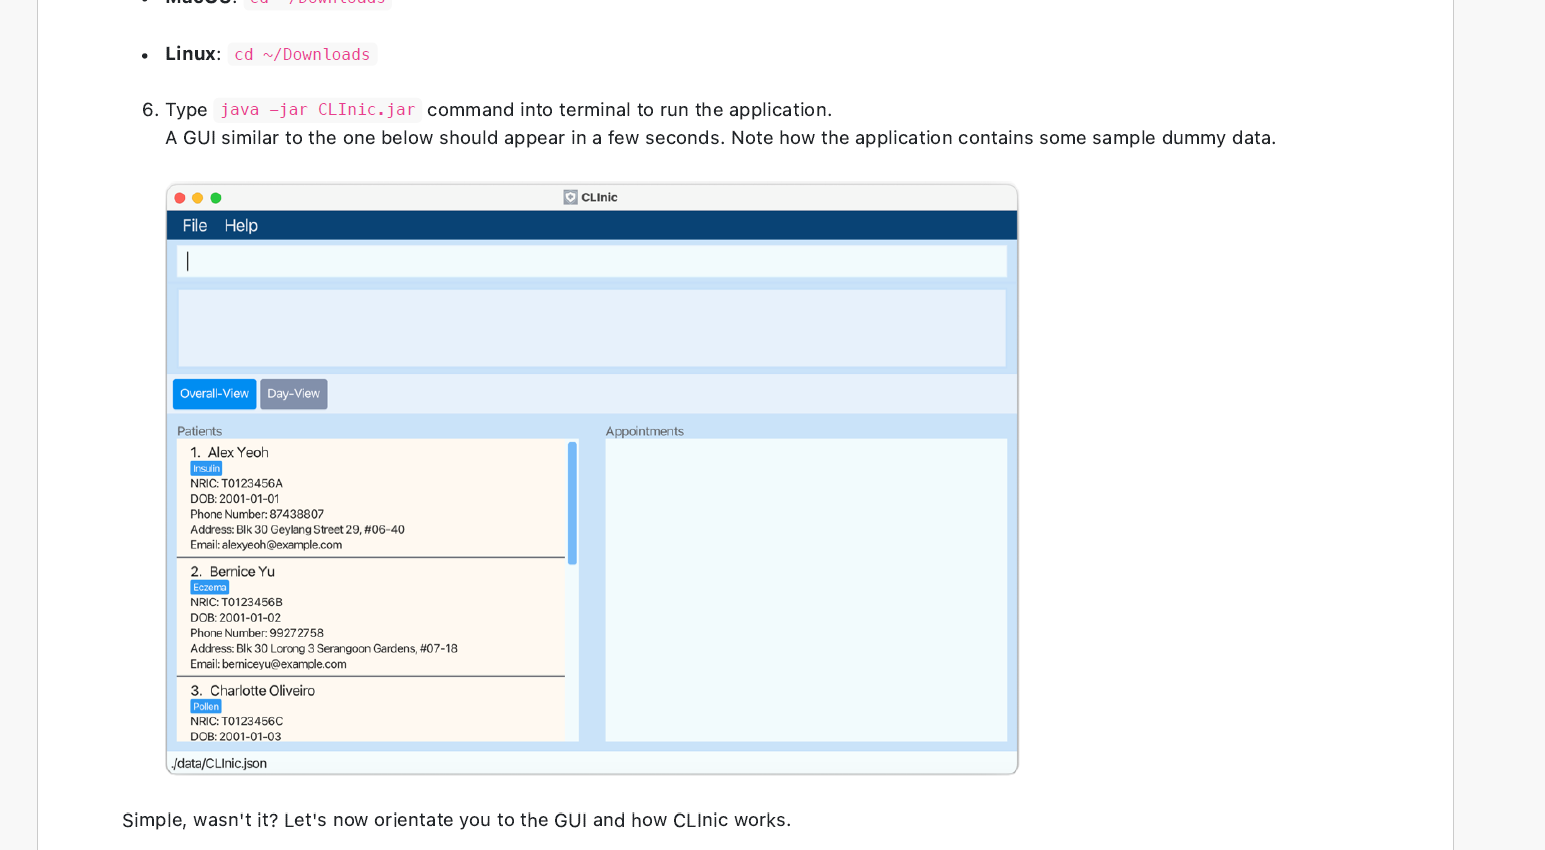 MacOS: cd ~/Downloads
Linux: cd ~/Downloads
6. Type java -jar CLInic.jar command into terminal to run the application.
A GUI similar to the one below should appear in a few seconds. Note how the application contains some sample dummy data.
CLInic
File Help
Overall-View Day-View
Patients
1. Alex Yeoh
Insulin
NRIC: T0123456A
DOB: 2001-01-01
Phone Number: 87438807
Address: Blk 30 Geylang Street 29, #06-40
Email: alexyeoh@example.com
2. Bernice Yu
Eczema
NRIC: T0123456B
DOB: 2001-01-02
Phone Number: 99272758
Address: Blk 30 Lorong 3 Serangoon Gardens, #07-18
Email: berniceyu@example.com
3. Charlotte Oliveiro
Pollen
NRIC: T0123456C
DOB: 2001-01-03
Appointments
./data/CLInic.json
Simple, wasn't it? Let's now orientate you to the GUI and how CLInic works.